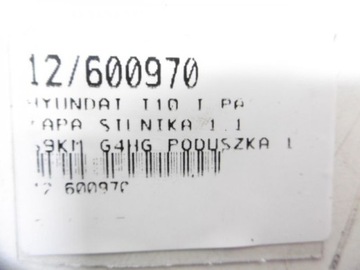 12/600970
HYUNDAI I10 I PA
ŁAPA SILNIKA 1.1
69KM G4HG PODUSZKA L
12 600970